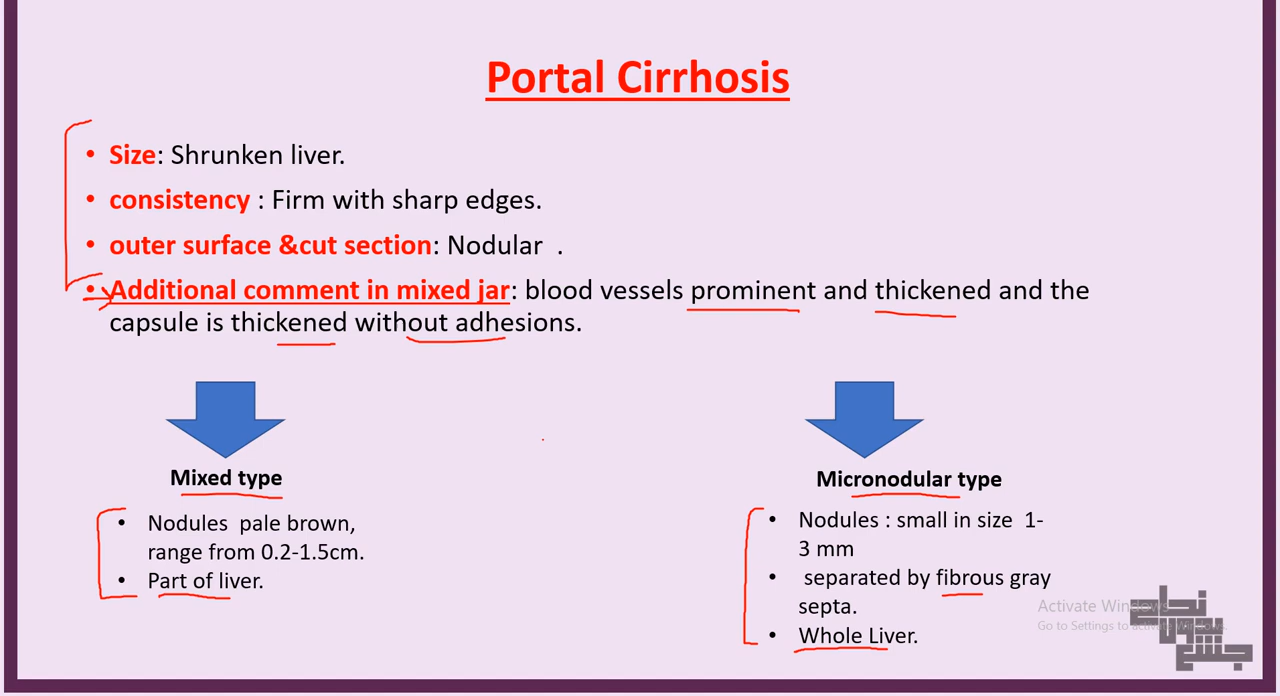 Portal Cirrhosis
• Size: Shrunken liver.
• consistency : Firm with sharp edges.
• outer surface &cut section: Nodular .
• Additional comment in mixed jar: blood vessels prominent and thickened and the
capsule is thickened without adhesions.
Mixed type
• Nodules pale brown,
range from 0.2-1.5cm.
• Part of liver.
Micronodular type
• Nodules : small in size 1-
3 mm
• separated by fibrous gray
septa.
• Whole Liver.
Activate Windows
Go to Settings to activate Windows.